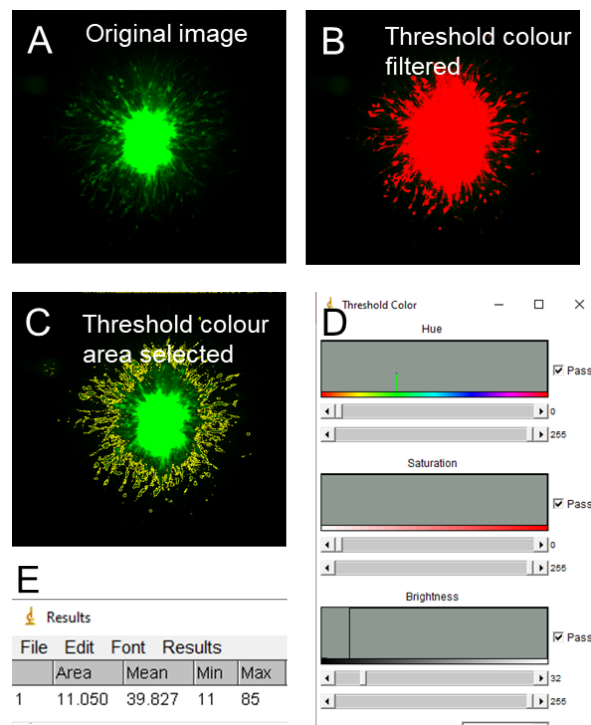 A Original image
B Threshold colour
filtered
C Threshold colour
area selected
D Threshold Color
Hue
Pass
0
255
Saturation
Pass
0
255
Brightness
Pass
32
255
E
Results
File Edit Font Results
Area Mean Min Max
1 11.050 39.827 11 85